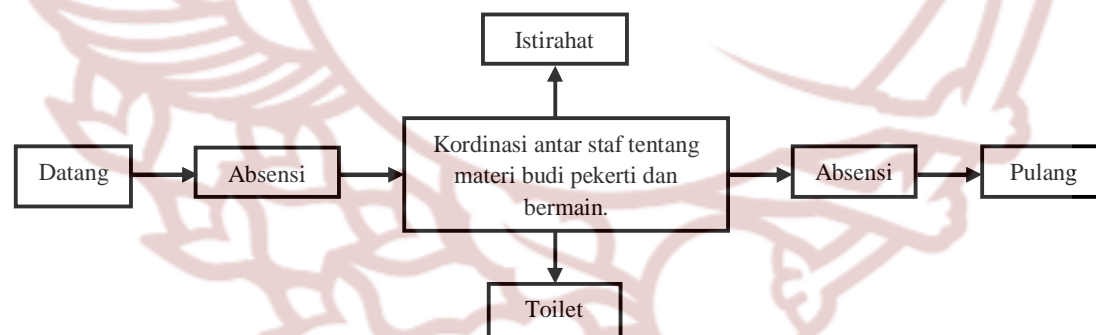 Istirahat
Datang
Absensi
Kordinasi antar staf tentang
materi budi pekerti dan
bermain.
Absensi
Pulang
Toilet